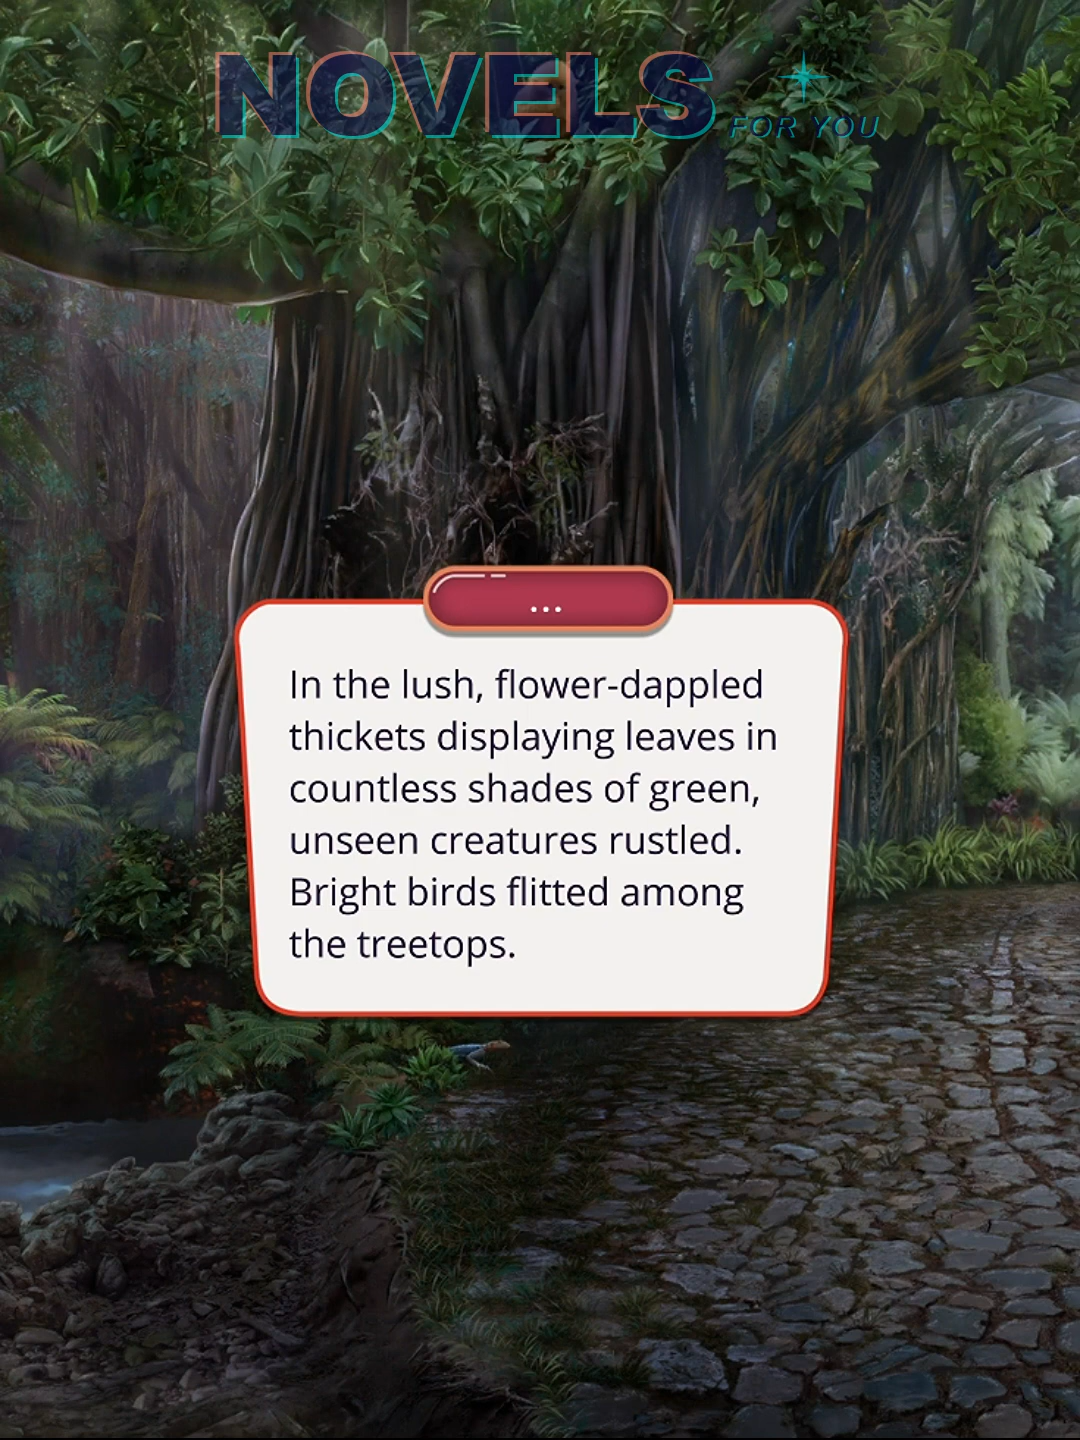 NOVELS
FOR YOU
...
In the lush, flower-dappled
thickets displaying leaves in
countless shades of green,
unseen creatures rustled.
Bright birds flitted among
the treetops.